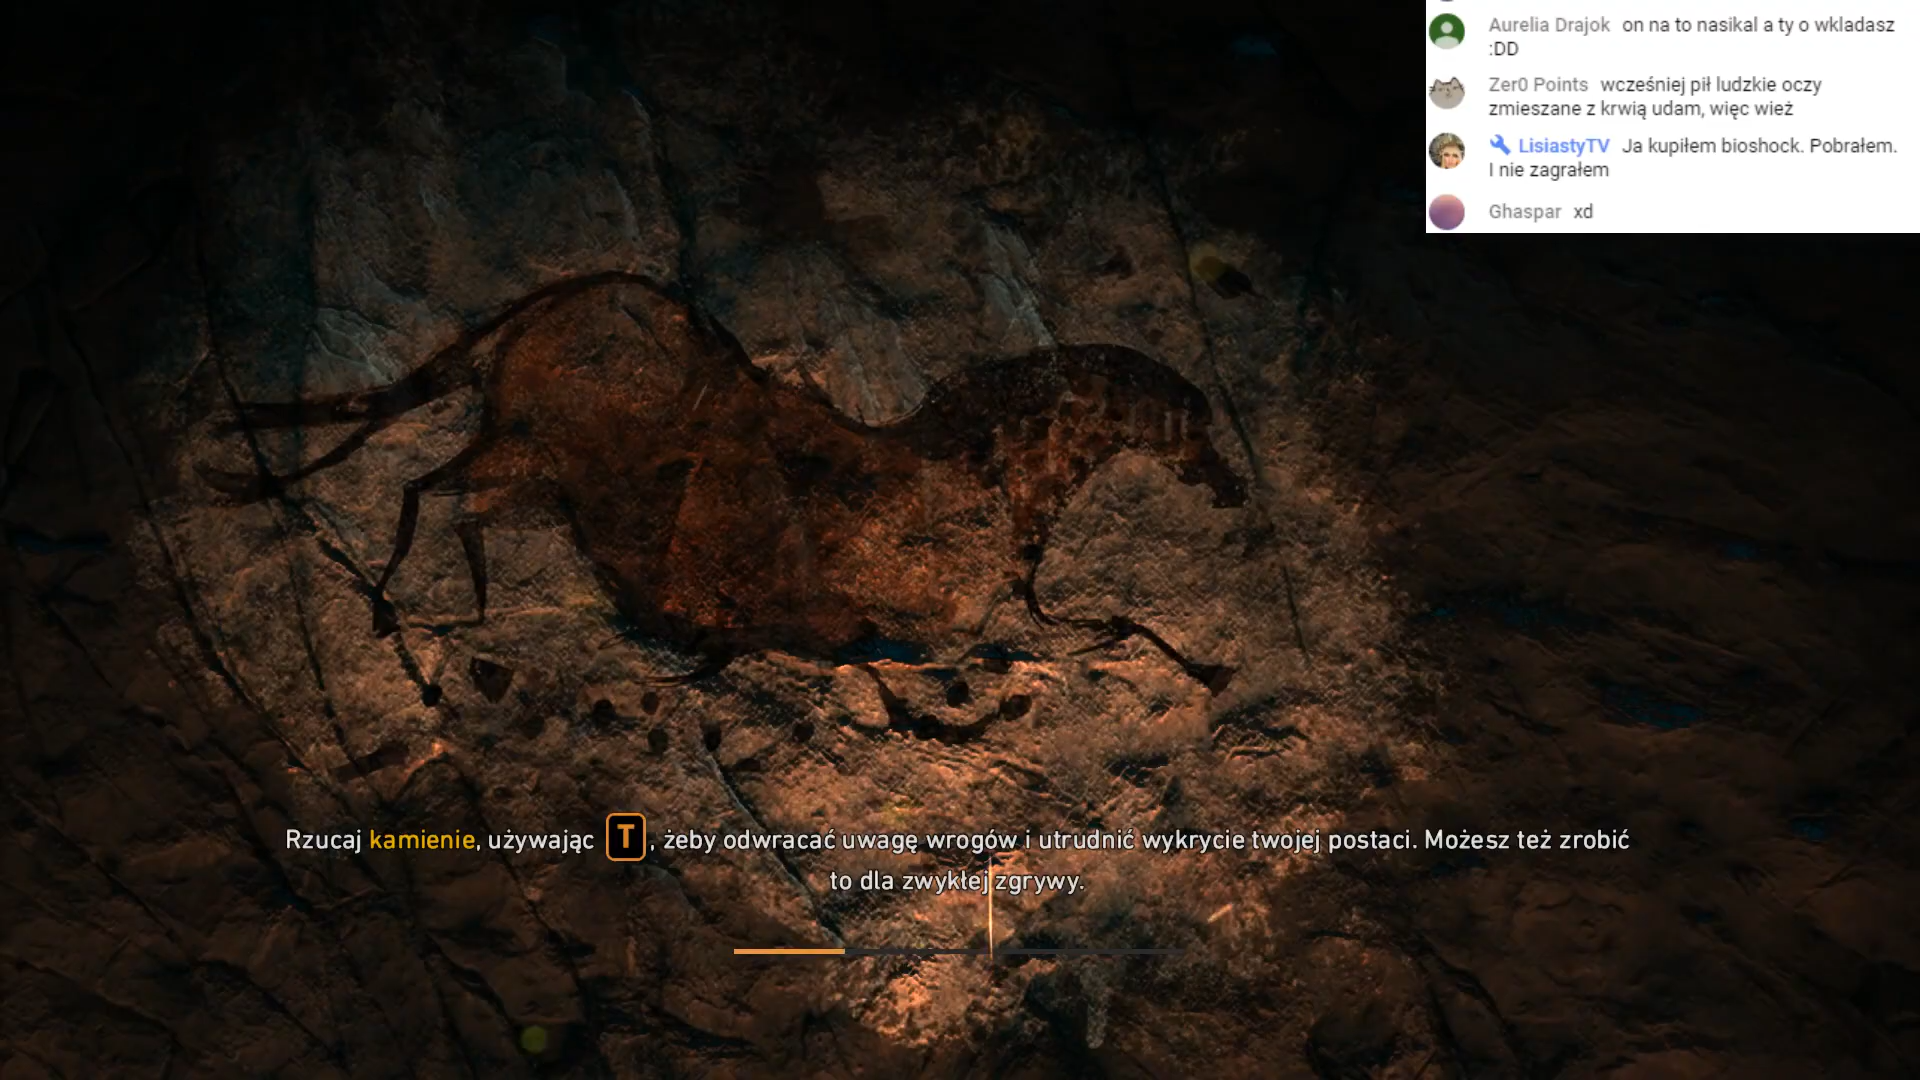 Aurelia Drajok on na to nasikal a ty o wkladasz
:DD
Zer0 Points wcześniej pił ludzkie oczy
zmieszane z krwią udam, więc wież
LisiastyTV Ja kupiłem bioshock. Pobrałem.
I nie zagrałem
Ghaspar xd
Rzucaj kamienie, używając T, żeby odwracać uwagę wrogów i utrudnić wykrycie twojej postaci. Możesz też zrobić
to dla zwykłej zgrywy.